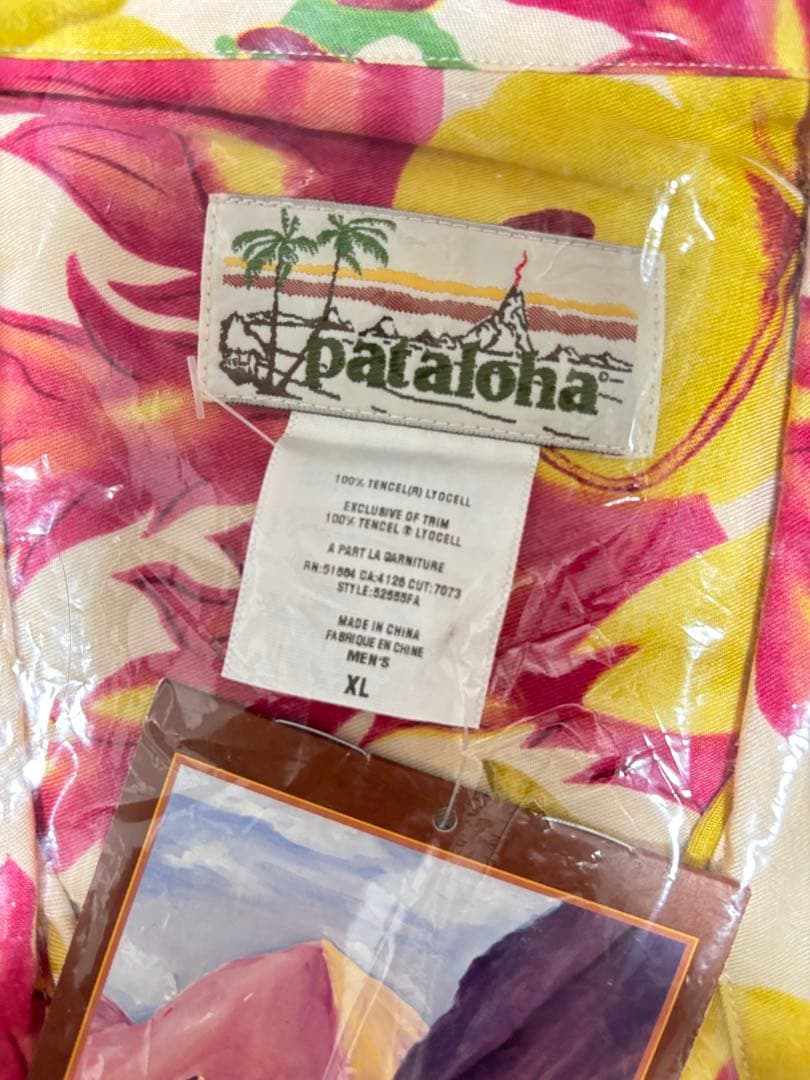 pataloha®
100% TENCEL(R) LYOCELL
EXCLUSIVE OF TRIM
100% TENCEL ® LYOCELL
A PART LA GARNITURE
RN:51884 CA:4128 CUT:7073
STYLE:52555FA
MADE IN CHINA
FABRIQUE EN CHINE
MEN'S
XL